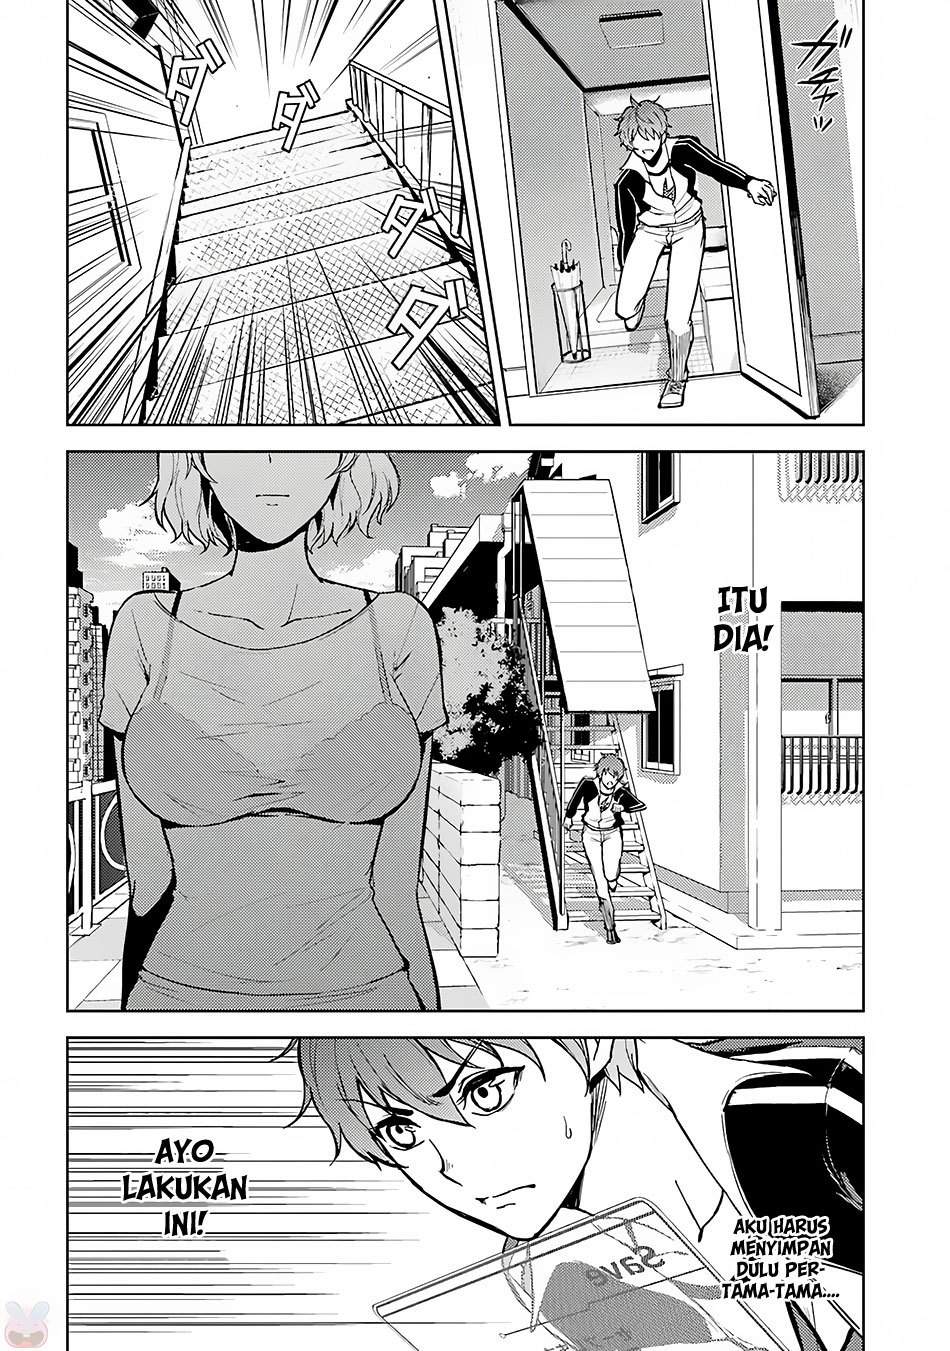 ガチャ
ダ
ダ
ダ
ダ
ITU
DIA!
AYO
LAKUKAN
INI!
AKU HARUS
MENYIMPAN
DULU PER-
TAMA-TAMA....
Save